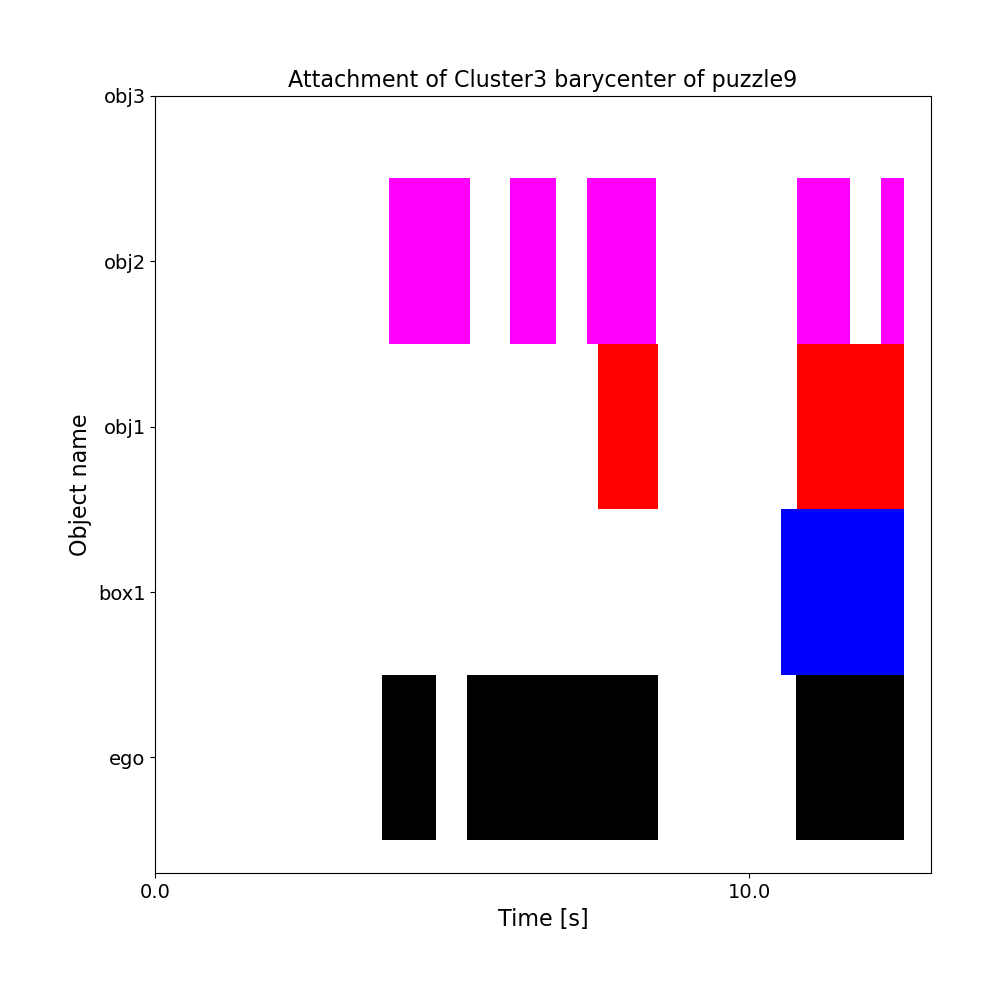 Attachment of Cluster3 barycenter of puzzle9
obj3
obj2
obj1
box1
ego
Object name
0.0
10.0
Time [s]